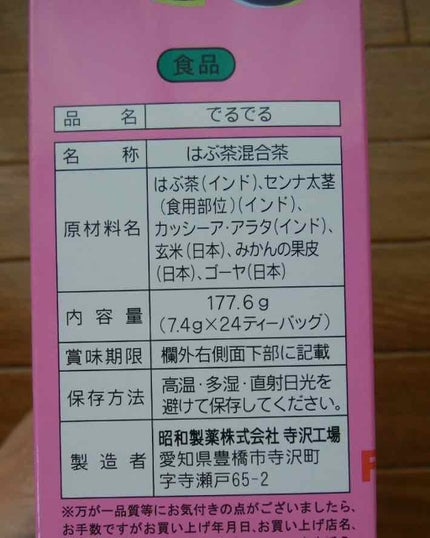 食品
品名 でるでる
名称 はぶ茶混合茶
原材料名 はぶ茶(インド)、センナ太茎
(食用部位)(インド)、
カッシーア・アラタ(インド)、
玄米(日本)、みかんの果皮
(日本)、ゴーヤ(日本)
内容量 177.6g
(7.4g×24ティーバッグ)
賞味期限 欄外右側面下部に記載
保存方法 高温・多湿・直射日光を
避けて保存してください。
製造者 昭和製薬株式会社 寺沢工場
愛知県豊橋市寺沢町
字寺瀬戸65-2
※万が一品質等にお気付きの点がございましたら、
お手数ですがお買い上げ年月日、お買い上げ店名、